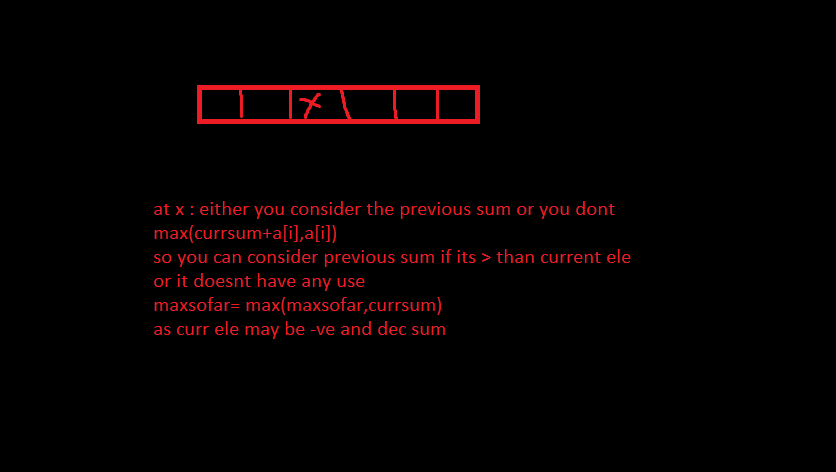 x
at x : either you consider the previous sum or you dont
max(currsum+a[i],a[i])
so you can consider previous sum if its > than current ele
or it doesnt have any use
maxsofar= max(maxsofar,currsum)
as curr ele may be -ve and dec sum